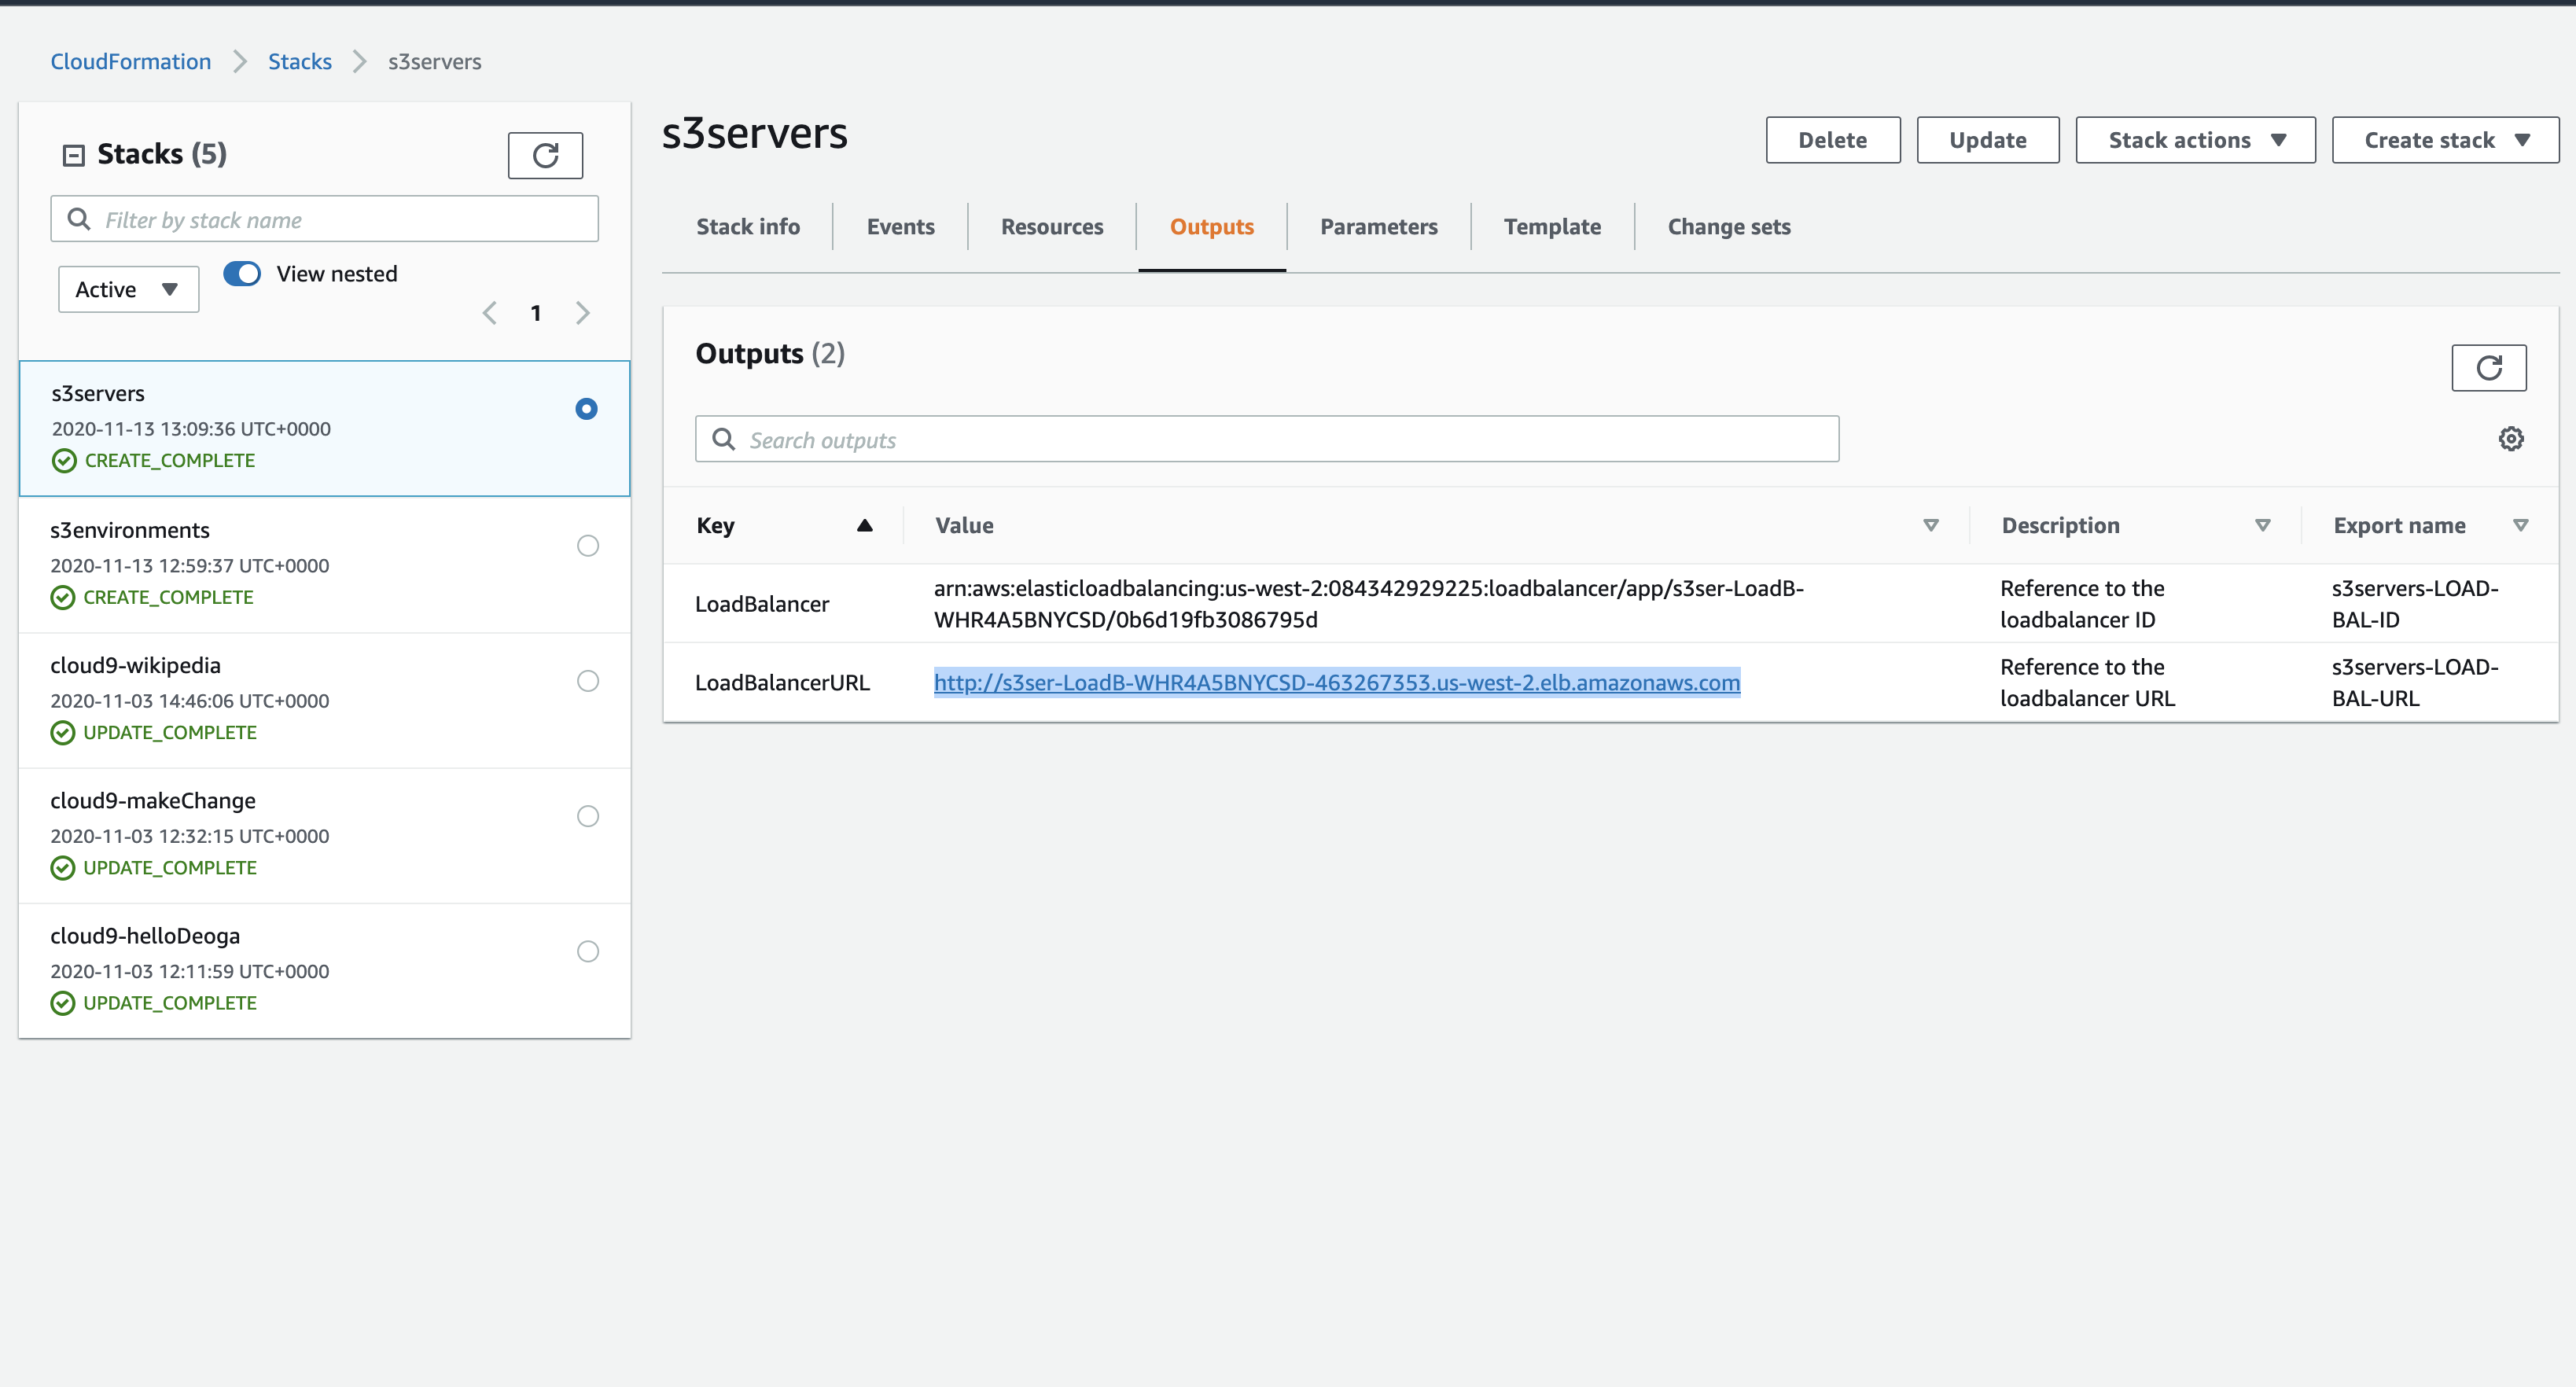 CloudFormation Stacks s3servers
Stacks (5)
Filter by stack name
Active View nested
1
s3servers
2020-11-13 13:09:36 UTC+0000
CREATE_COMPLETE
s3environments
2020-11-13 12:59:37 UTC+0000
CREATE_COMPLETE
cloud9-wikipedia
2020-11-03 14:46:06 UTC+0000
UPDATE_COMPLETE
cloud9-makeChange
2020-11-03 12:32:15 UTC+0000
UPDATE_COMPLETE
cloud9-helloDeoga
2020-11-03 12:11:59 UTC+0000
UPDATE_COMPLETE
s3servers
Delete Update Stack actions Create stack
Stack info Events Resources Outputs Parameters Template Change sets
Outputs (2)
Search outputs
Key Value Description Export name
LoadBalancer
arn:aws:elasticloadbalancing:us-west-2:084342929225:loadbalancer/app/s3ser-LoadB-
WHR4A5BNYCSD/0b6d19fb3086795d
Reference to the
loadbalancer ID
s3servers-LOAD-
BAL-ID
LoadBalancerURL
http://s3ser-LoadB-WHR4A5BNYCSD-463267353.us-west-2.elb.amazonaws.com
Reference to the
loadbalancer URL
s3servers-LOAD-
BAL-URL